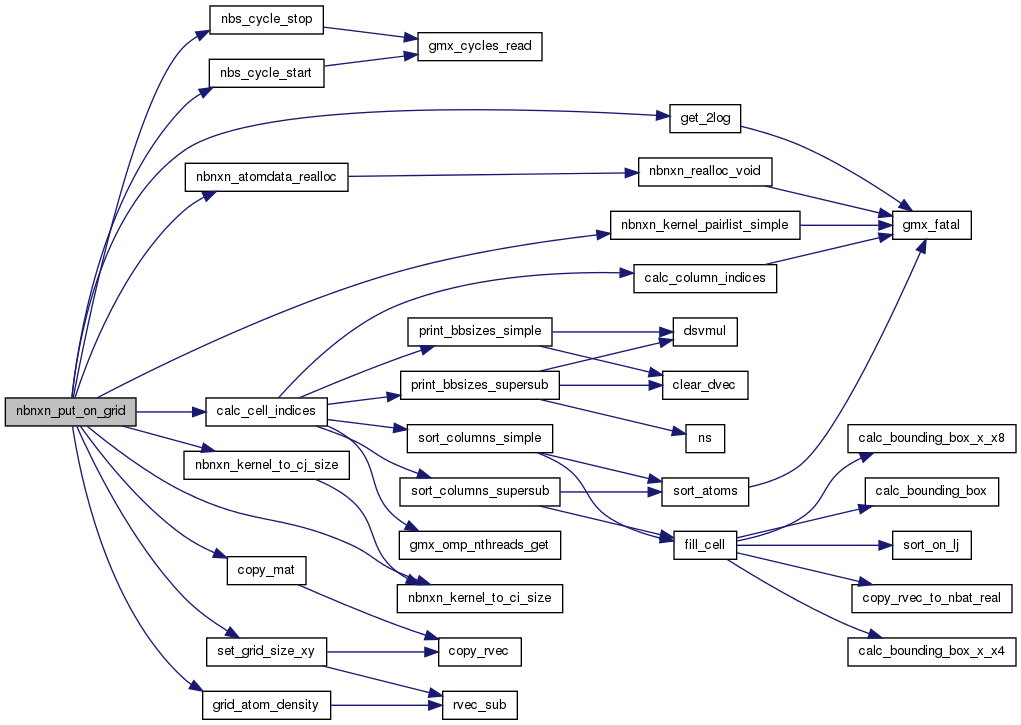 nbs_cycle_stop
gmx_cycles_read
nbs_cycle_start
get_2log
nbnxn_atomdata_realloc
nbnxn_realloc_void
nbnxn_kernel_pairlist_simple
gmx_fatal
calc_column_indices
print_bbsizes_simple
dsvmul
print_bbsizes_supersub
clear_dvec
nbnxn_put_on_grid
calc_cell_indices
sort_columns_simple
ns
calc_bounding_box_x_x8
nbnxn_kernel_to_cj_size
sort_columns_supersub
sort_atoms
calc_bounding_box
gmx_omp_nthreads_get
fill_cell
sort_on_lj
copy_mat
nbnxn_kernel_to_ci_size
copy_rvec_to_nbat_real
set_grid_size_xy
copy_rvec
calc_bounding_box_x_x4
grid_atom_density
rvec_sub